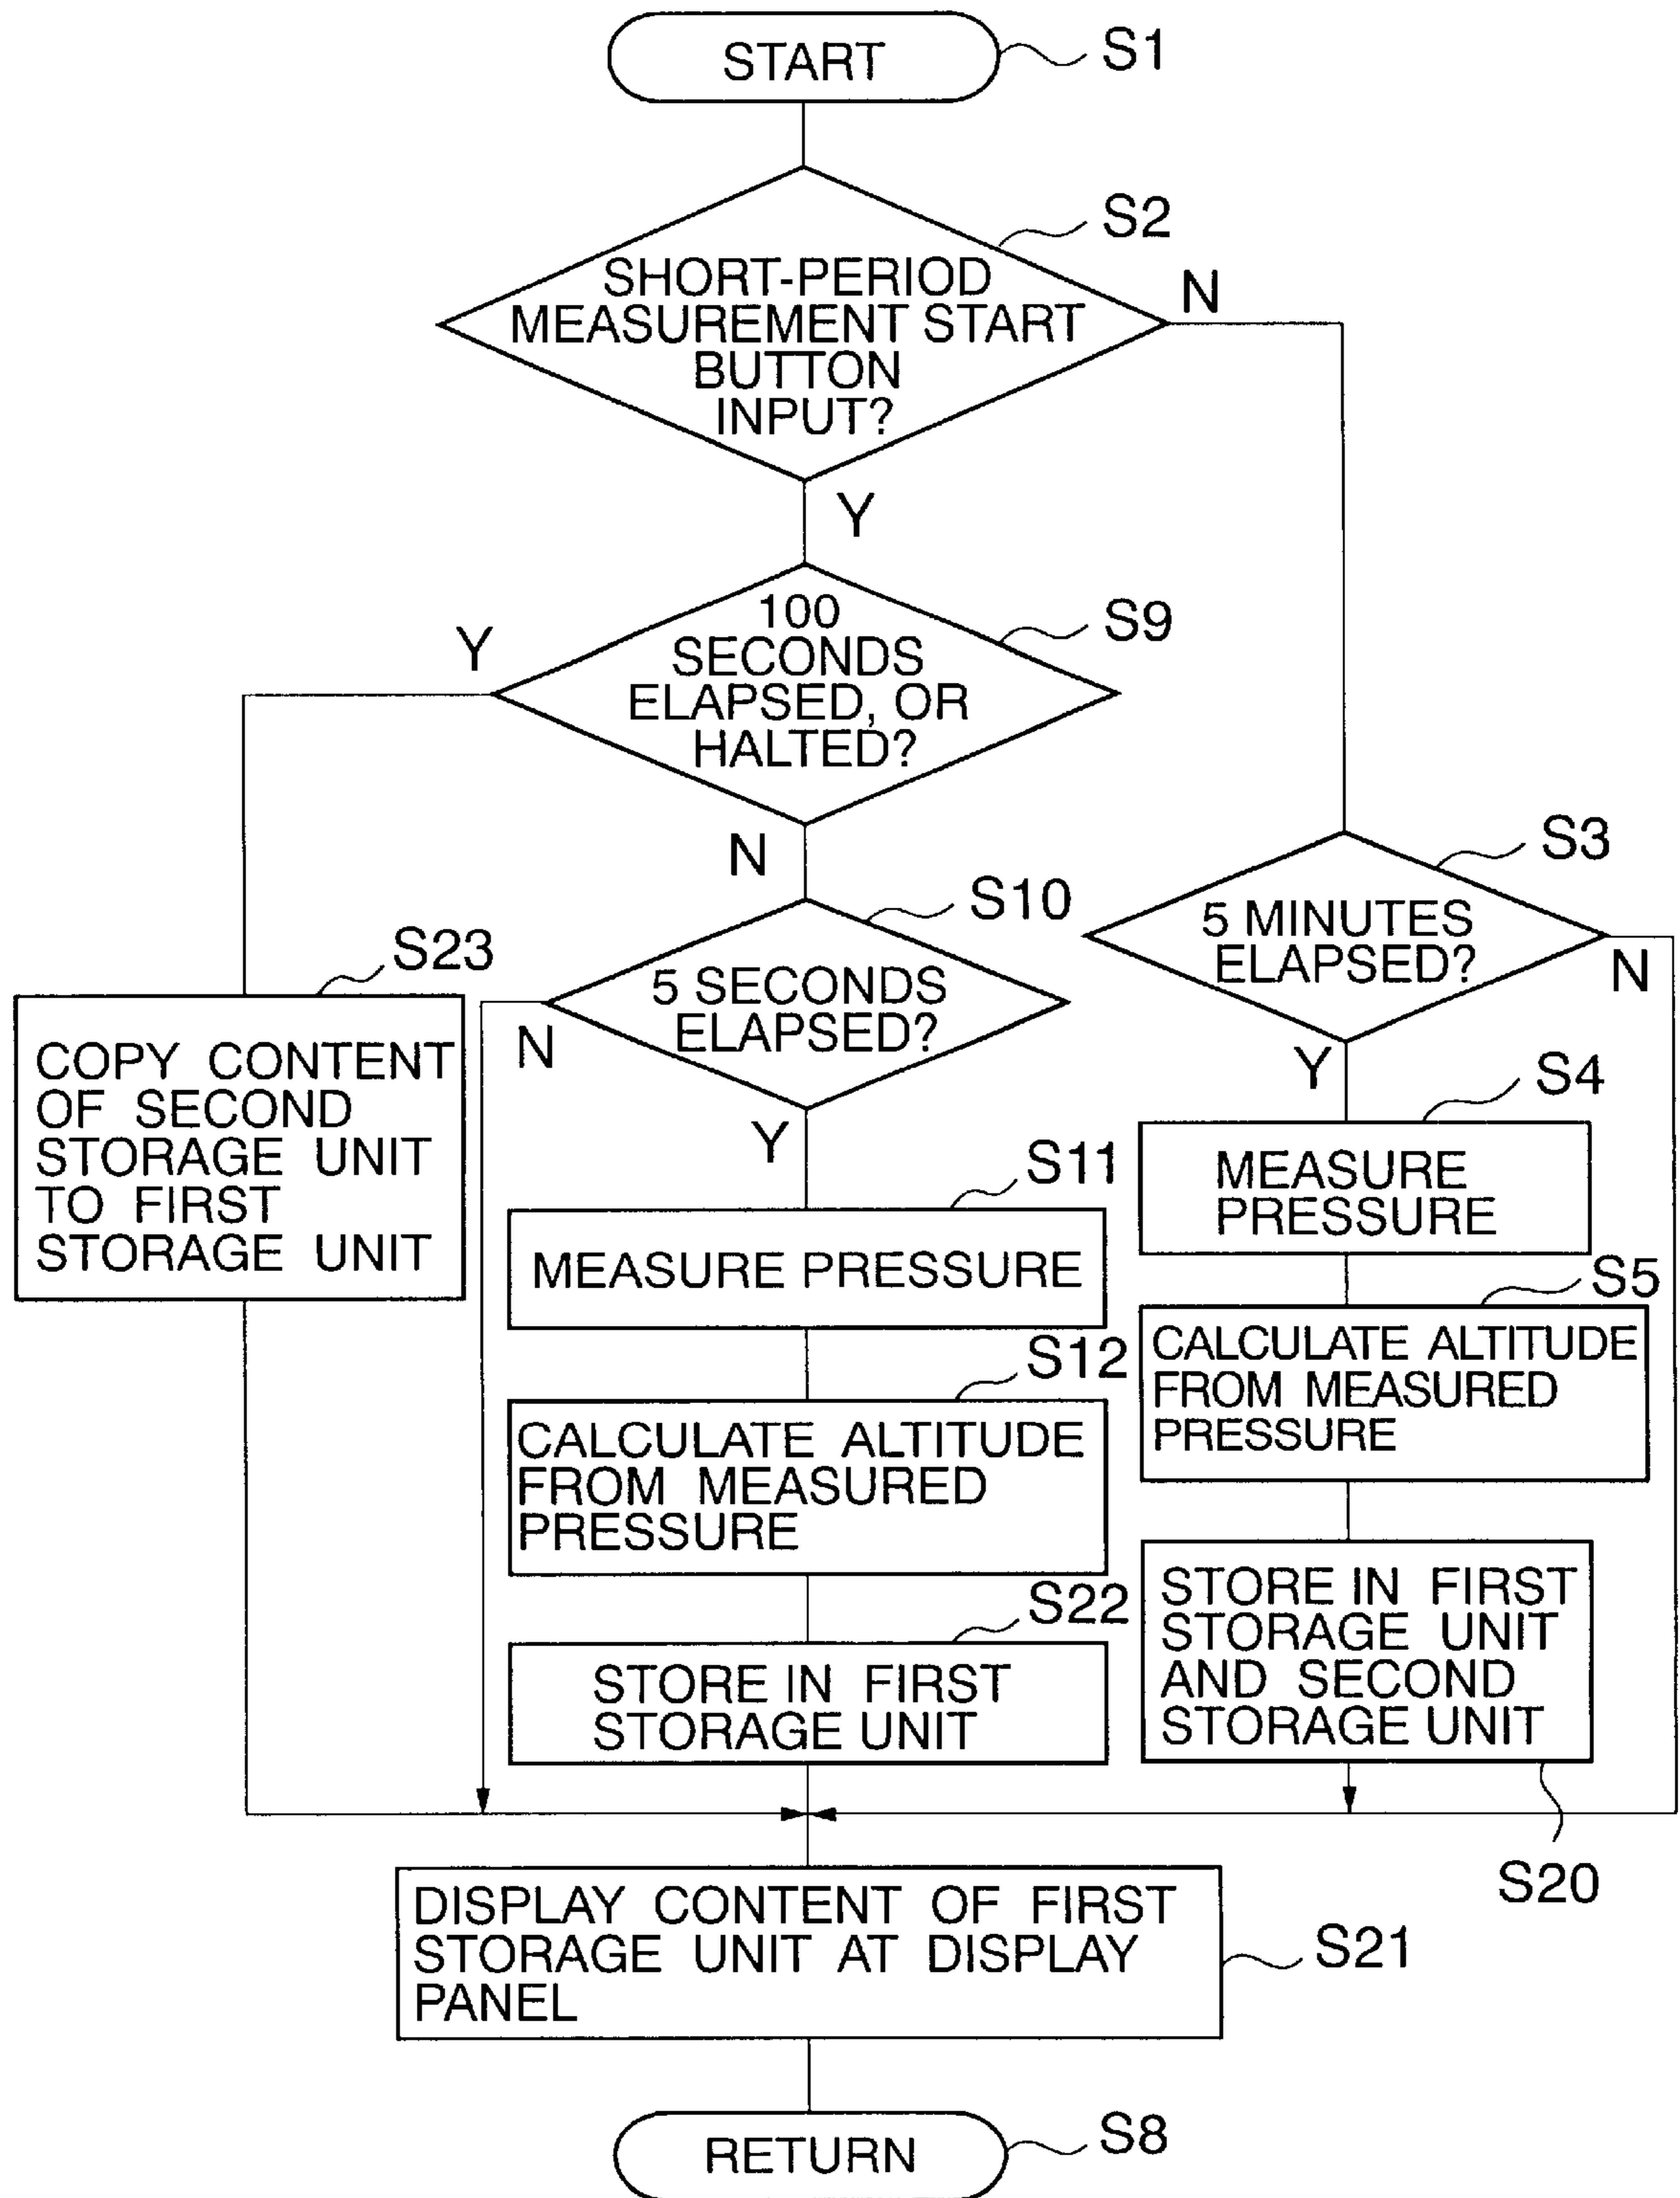 START
S1
S2
SHORT-PERIOD
MEASUREMENT START
BUTTON
INPUT?
N
Y
100
SECONDS
ELAPSED, OR
HALTED?
S9
Y
N
S3
5 MINUTES
ELAPSED?
N
Y
S10
5 SECONDS
ELAPSED?
N
Y
S23
COPY CONTENT
OF SECOND
STORAGE UNIT
TO FIRST
STORAGE UNIT
S11
MEASURE PRESSURE
S12
CALCULATE ALTITUDE
FROM MEASURED
PRESSURE
S22
STORE IN FIRST
STORAGE UNIT
S4
MEASURE
PRESSURE
S5
CALCULATE ALTITUDE
FROM MEASURED
PRESSURE
STORE IN FIRST
STORAGE UNIT
AND SECOND
STORAGE UNIT
S20
DISPLAY CONTENT OF FIRST
STORAGE UNIT AT DISPLAY
PANEL
S21
RETURN
S8